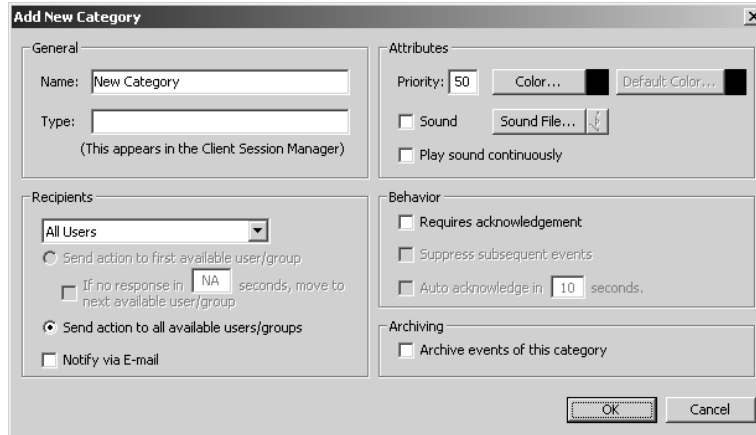 Add New Category
General
Name: New Category
Type:
(This appears in the Client Session Manager)
Attributes
Priority: 50 Color... Default Color...
Sound Sound File...
Play sound continuously
Recipients
All Users
Send action to first available user/group
If no response in NA seconds, move to
next available user/group
Send action to all available users/groups
Notify via E-mail
Behavior
Requires acknowledgement
Suppress subsequent events
Auto acknowledge in 10 seconds.
Archiving
Archive events of this category
OK Cancel